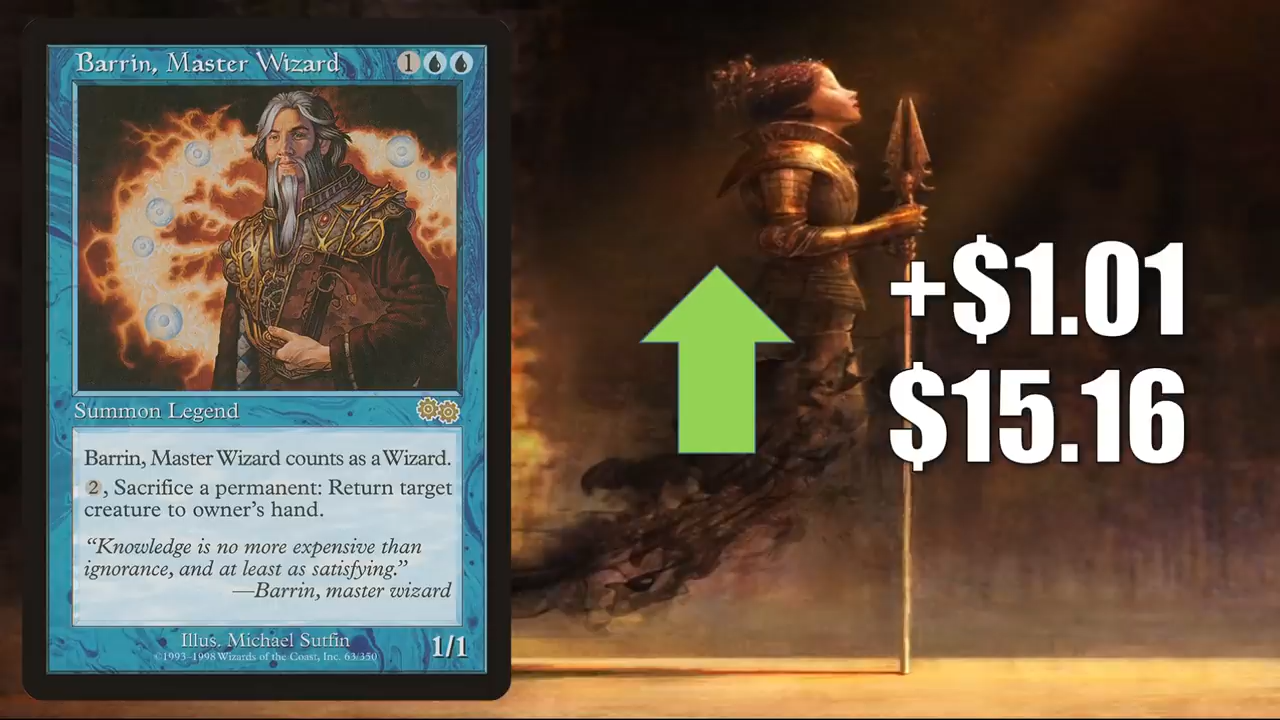 Barrin, Master Wizard 1
Summon Legend
Barrin, Master Wizard counts as a Wizard.
2, Sacrifice a permanent: Return target
creature to owner's hand.
“Knowledge is no more expensive than
ignorance, and at least as satisfying.”
—Barrin, master wizard
Illus. Michael Sutfin
©1993–1998 Wizards of the Coast, Inc. 63/350
1/1
+$1.01
$15.16